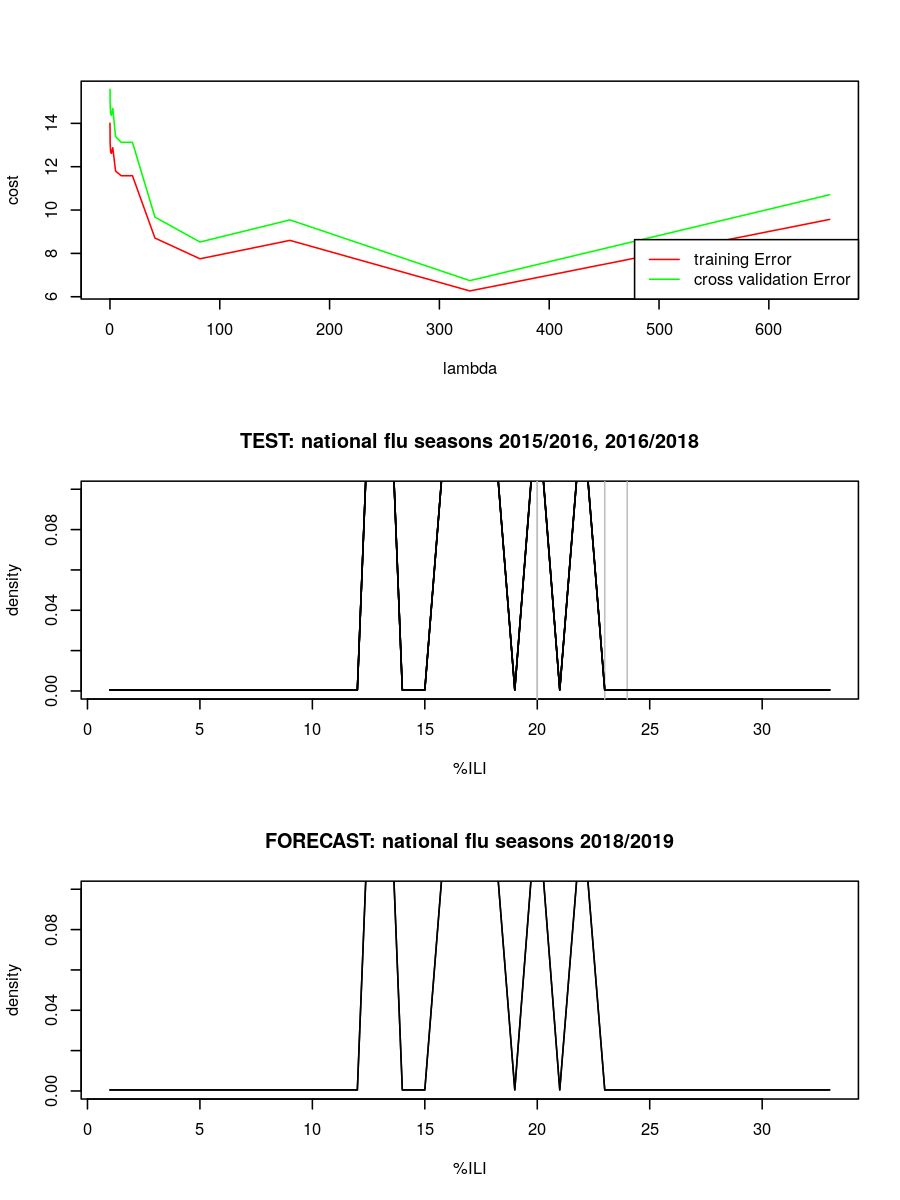 14
12
10
8
6
cost
0 100 200 300 400 500 600
lambda
training Error
cross validation Error
TEST: national flu seasons 2015/2016, 2016/2018
0.08
0.04
0.00
density
0 5 10 15 20 25 30
%ILI
FORECAST: national flu seasons 2018/2019
0.08
0.04
0.00
density
0 5 10 15 20 25 30
%ILI